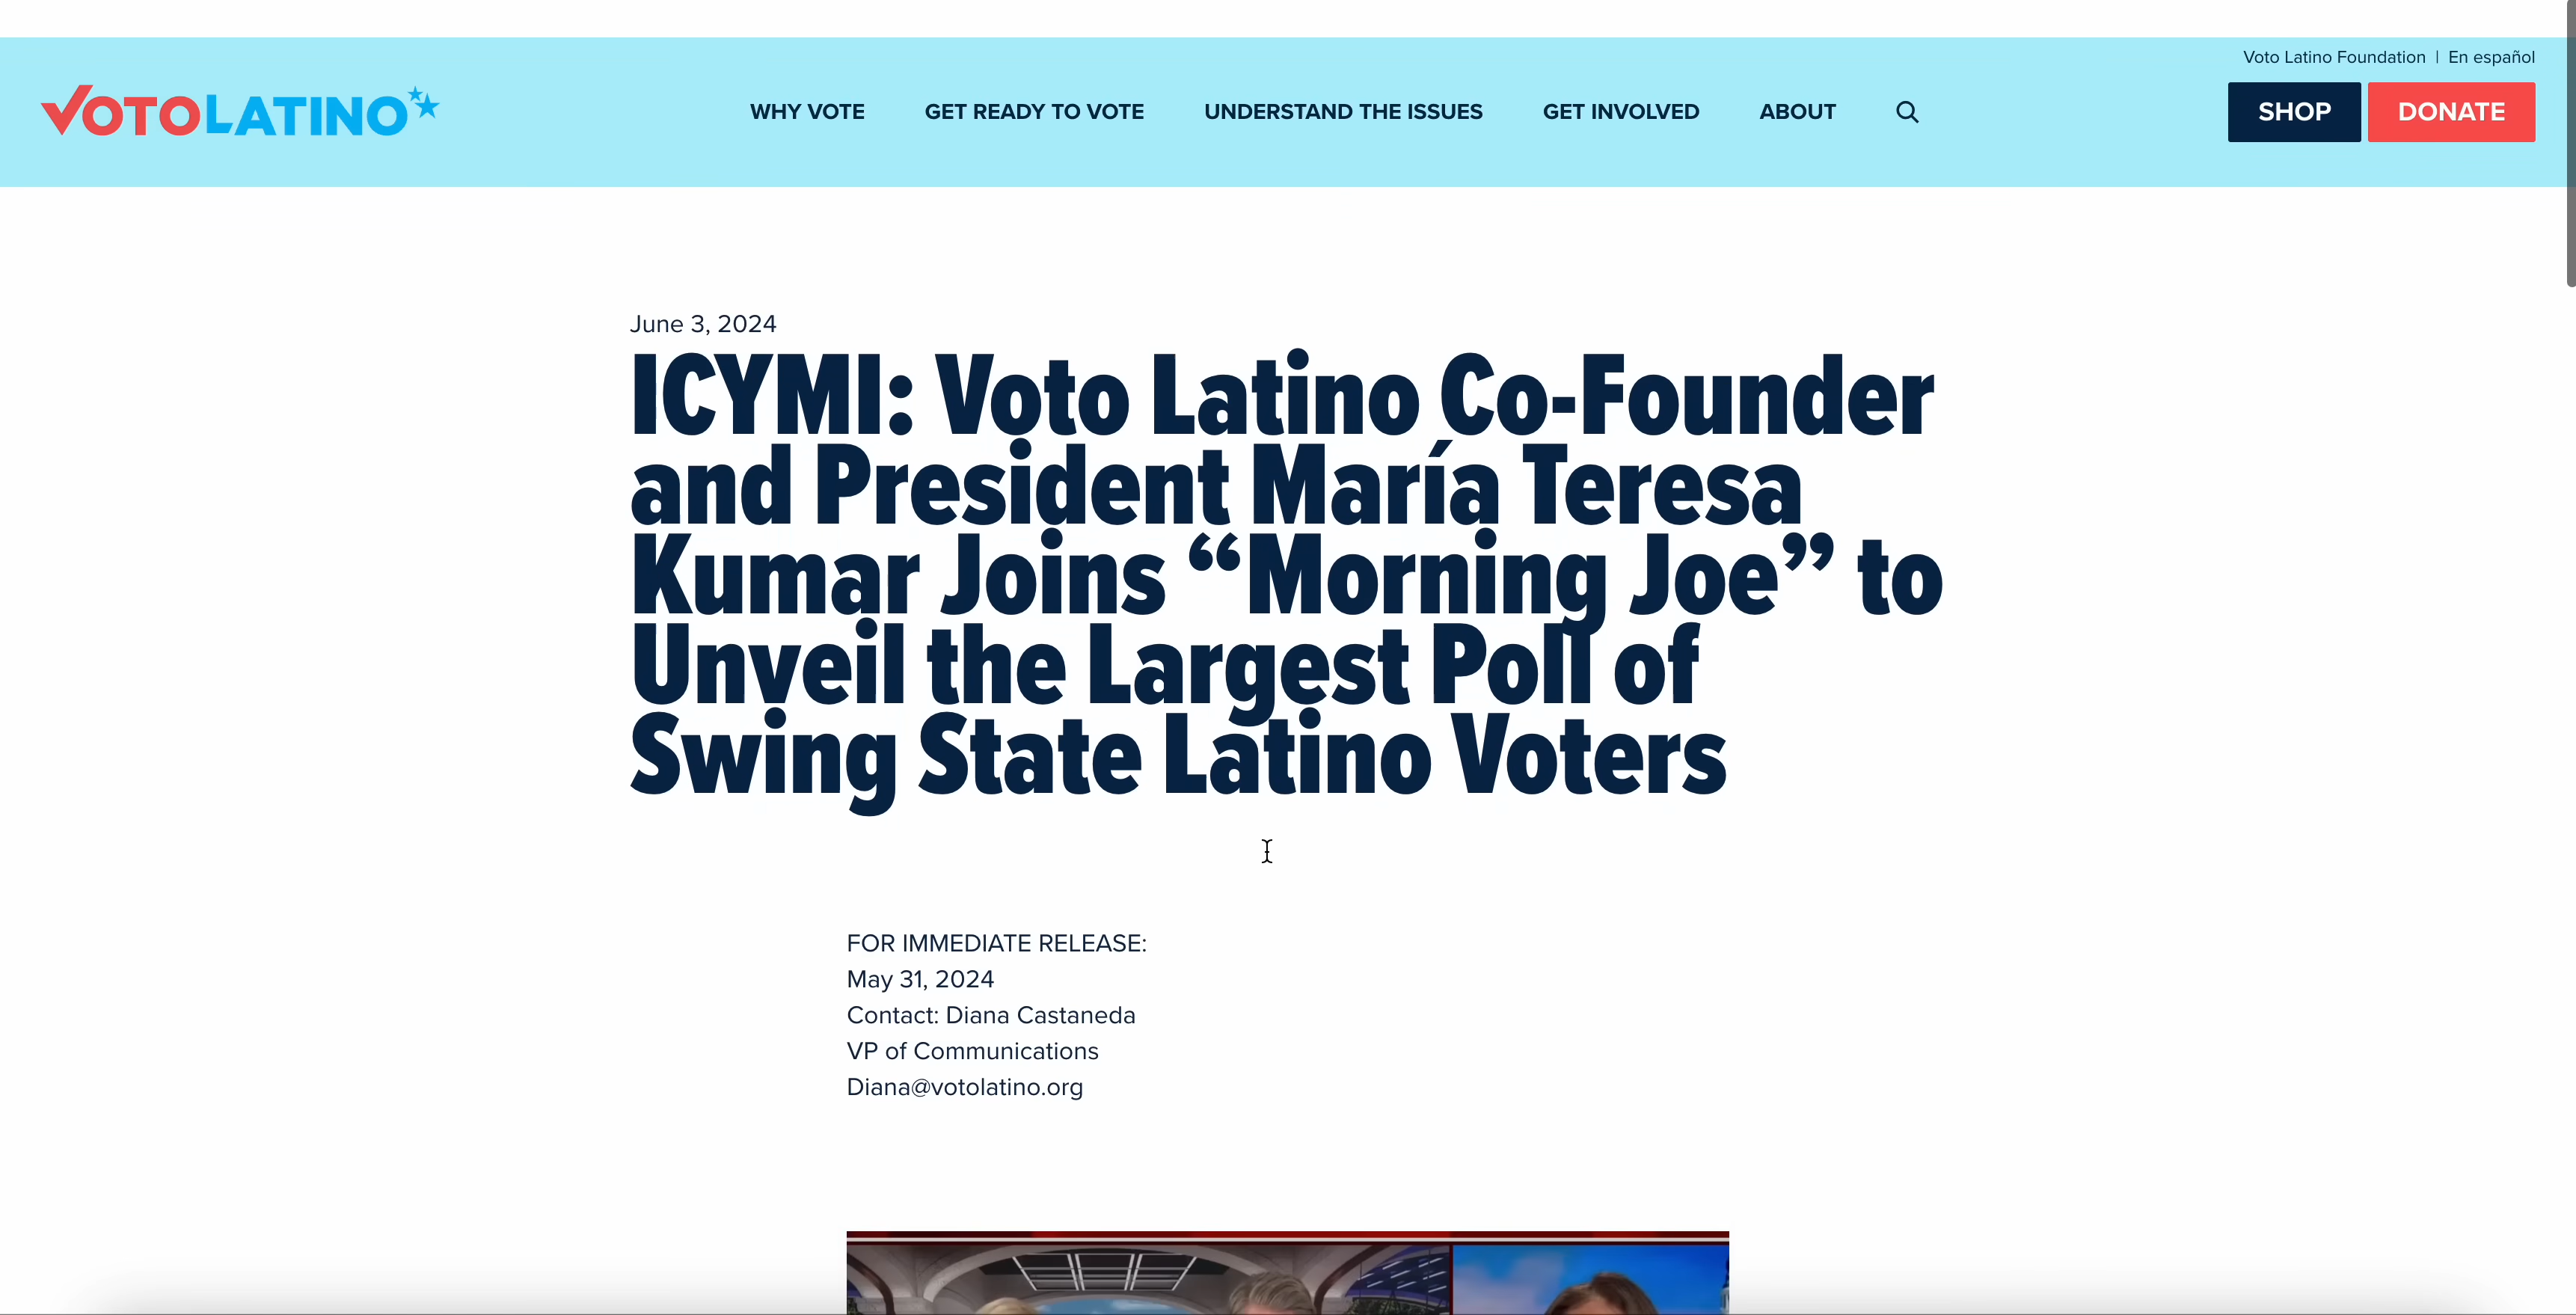 Voto Latino Foundation | En español
VOTO LATINO
WHY VOTE GET READY TO VOTE UNDERSTAND THE ISSUES GET INVOLVED ABOUT SHOP DONATE
June 3, 2024
ICYMI: Voto Latino Co-Founder
and President María Teresa
Kumar Joins “Morning Joe” to
Unveil the Largest Poll of
Swing State Latino Voters
FOR IMMEDIATE RELEASE:
May 31, 2024
Contact: Diana Castaneda
VP of Communications
Diana@votolatino.org